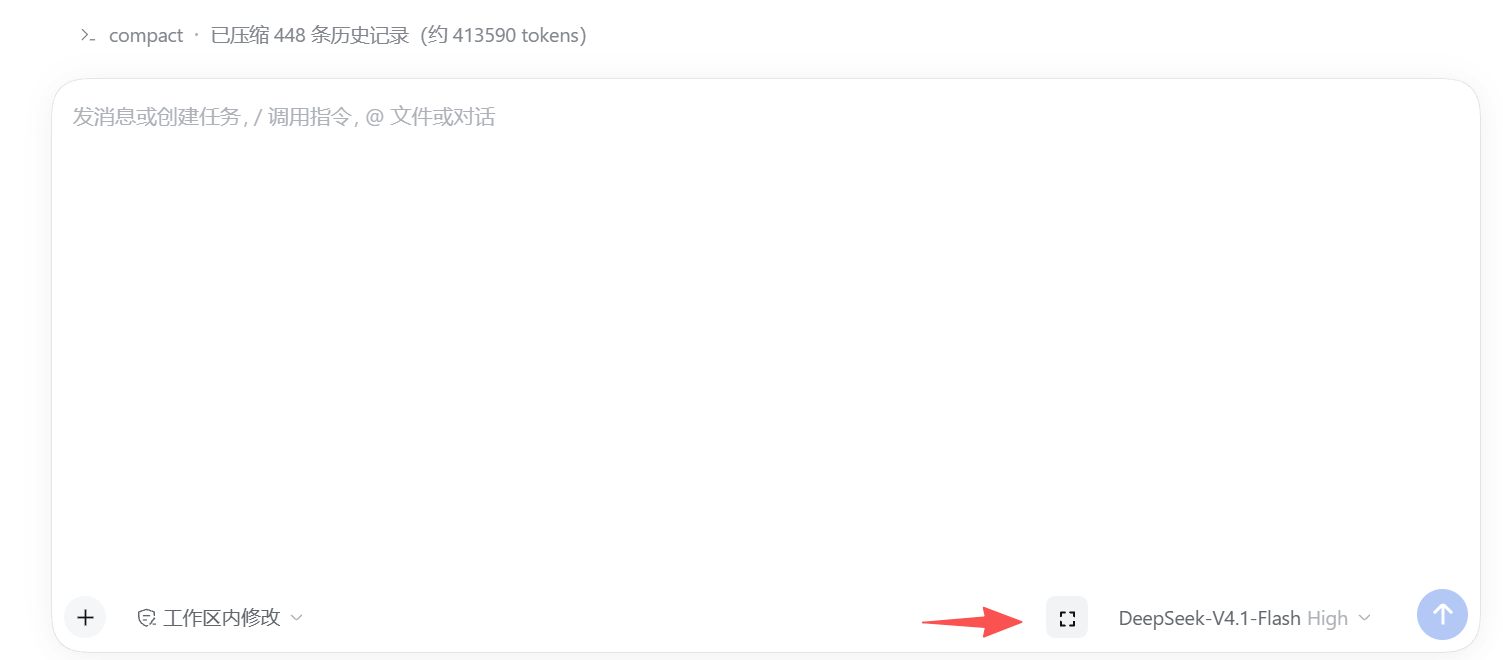 compact · 已压缩 448 条历史记录（约 413590 tokens）
发消息或创建任务, / 调用指令, @ 文件或对话
工作区内修改 DeepSeek-V4.1-Flash High